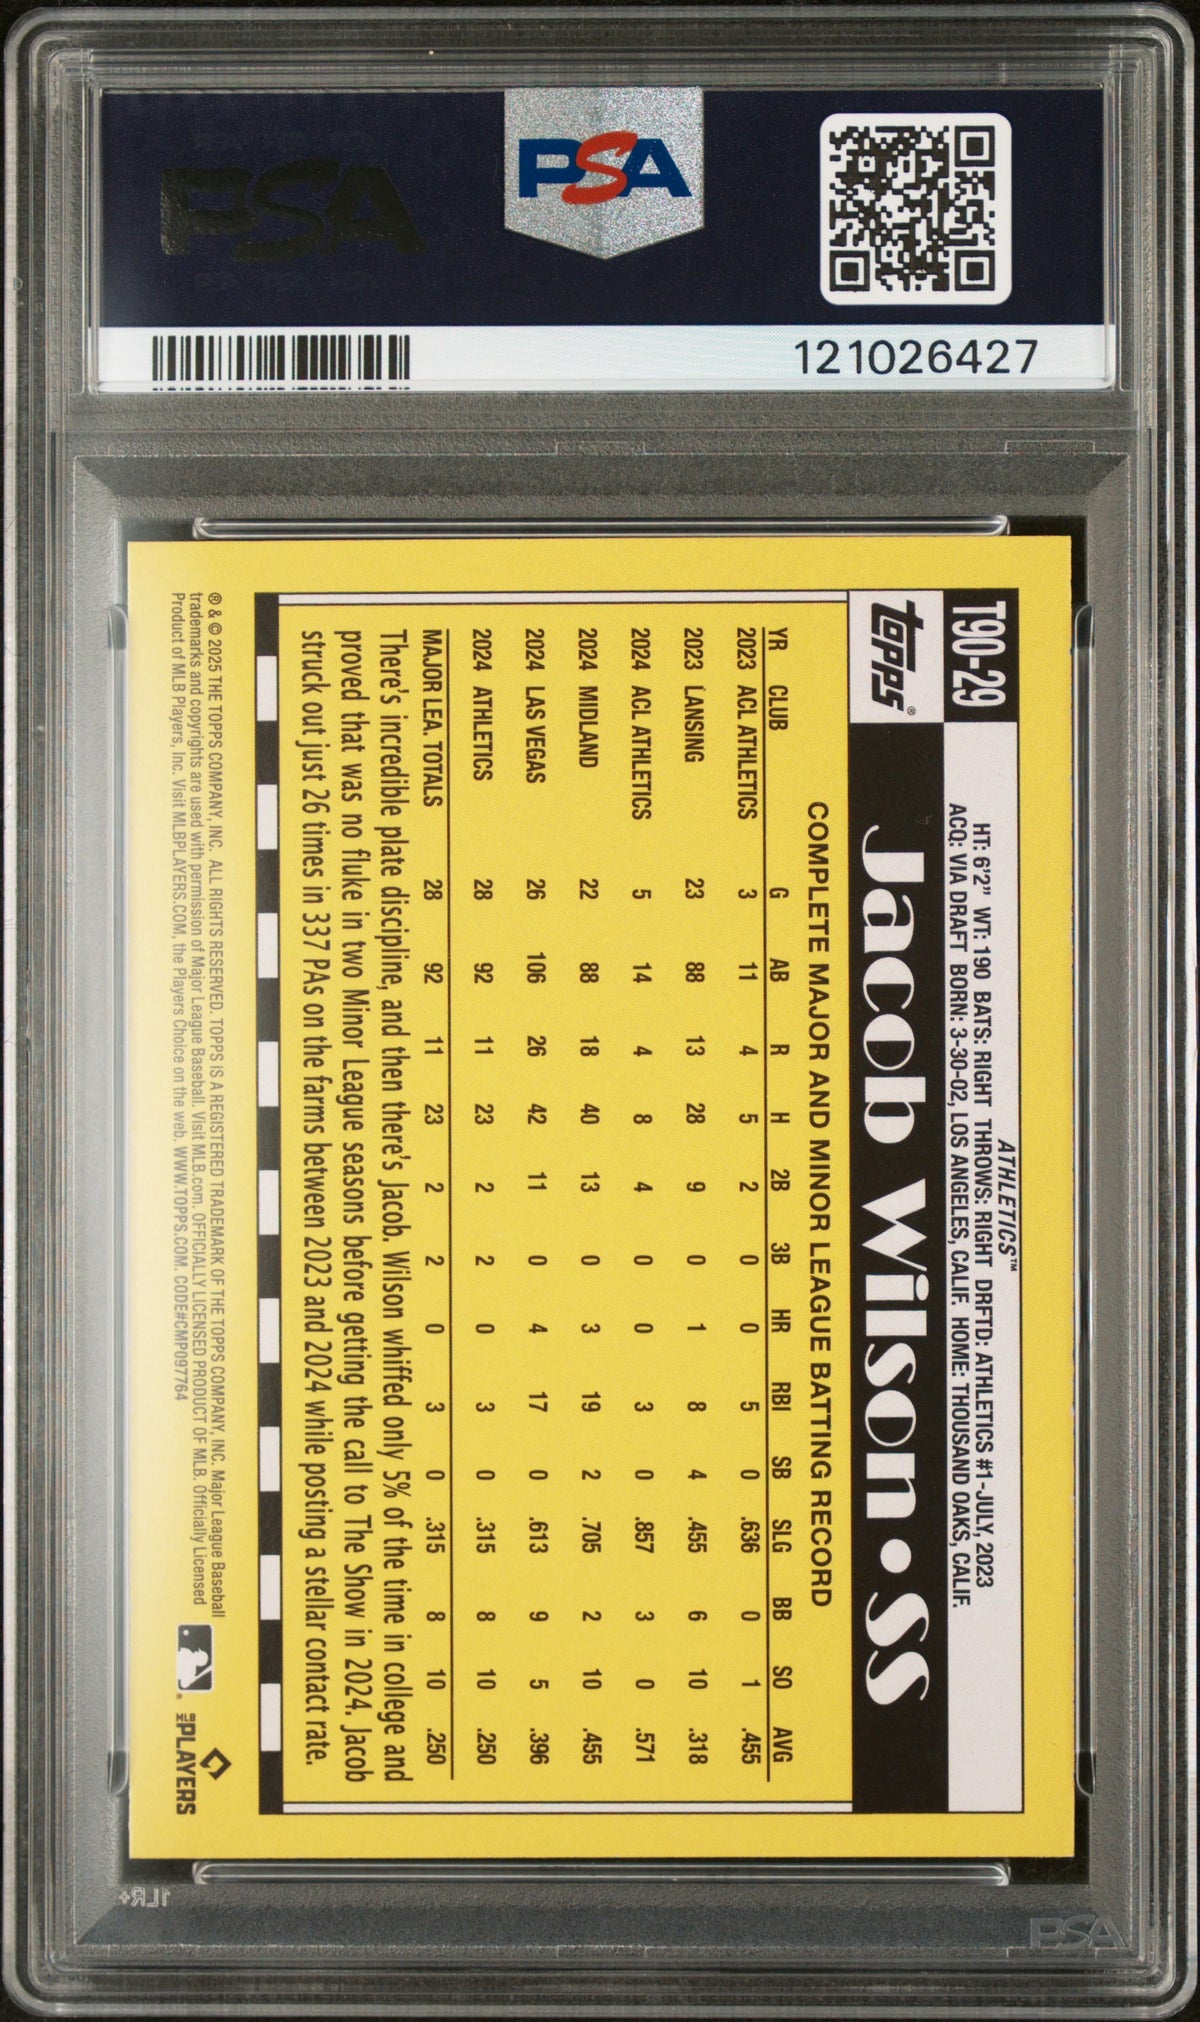 PSA
PSA
121026427
T90-29
ATHLETICS™
HT: 6'2" WT: 190 BATS: RIGHT THROWS: RIGHT DRFTD: ATHLETICS #1-JULY, 2023
ACQ: VIA DRAFT BORN: 3-30-02, LOS ANGELES, CALIF. HOME: THOUSAND OAKS, CALIF.
topps®
Jacob Wilson • SS
COMPLETE MAJOR AND MINOR LEAGUE BATTING RECORD
YR CLUB G AB R H 2B 3B HR RBI SB SLG BB SO AVG
2023 ACL ATHLETICS 3 11 4 5 2 0 0 5 0 .636 0 1 .455
2023 LANSING 23 88 13 28 9 0 1 8 4 .455 6 10 .318
2024 ACL ATHLETICS 5 14 4 8 4 0 0 3 0 .857 3 0 .571
2024 MIDLAND 22 88 18 40 13 0 3 19 2 .705 2 10 .455
2024 LAS VEGAS 26 106 26 42 11 0 4 17 0 .613 9 5 .396
2024 ATHLETICS 28 92 11 23 2 2 0 3 0 .315 8 10 .250
MAJOR LEA. TOTALS 28 92 11 23 2 2 0 3 0 .315 8 10 .250
There's incredible plate discipline, and then there's Jacob. Wilson whiffed only 5% of the time in college and
proved that was no fluke in two Minor League seasons before getting the call to The Show in 2024. Jacob
struck out just 26 times in 337 PAs on the farms between 2023 and 2024 while posting a stellar contact rate.
® & © 2025 THE TOPPS COMPANY, INC. ALL RIGHTS RESERVED. TOPPS IS A REGISTERED TRADEMARK OF THE TOPPS COMPANY, INC. Major League Baseball
trademarks and copyrights are used with permission of Major League Baseball. Visit MLB.com. OFFICIALLY LICENSED PRODUCT OF MLB. Officially Licensed
Product of MLB Players, Inc. Visit MLBPLAYERS.COM, the Players Choice on the web. WWW.TOPPS.COM. CODE#CMP097764
MLB PLAYERS
1LR+
PSA